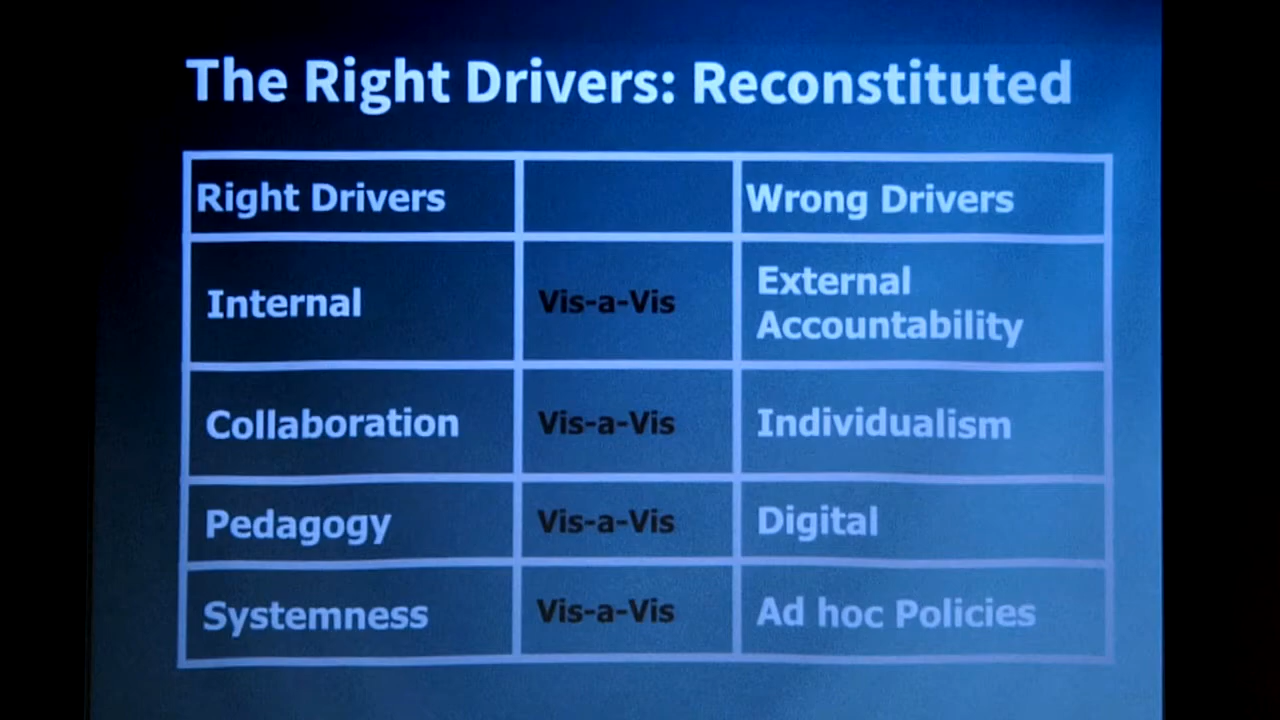 The Right Drivers: Reconstituted
Right Drivers
Wrong Drivers
Internal
Vis-a-Vis
External
Accountability
Collaboration
Vis-a-Vis
Individualism
Pedagogy
Vis-a-Vis
Digital
Systemness
Vis-a-Vis
Ad hoc Policies